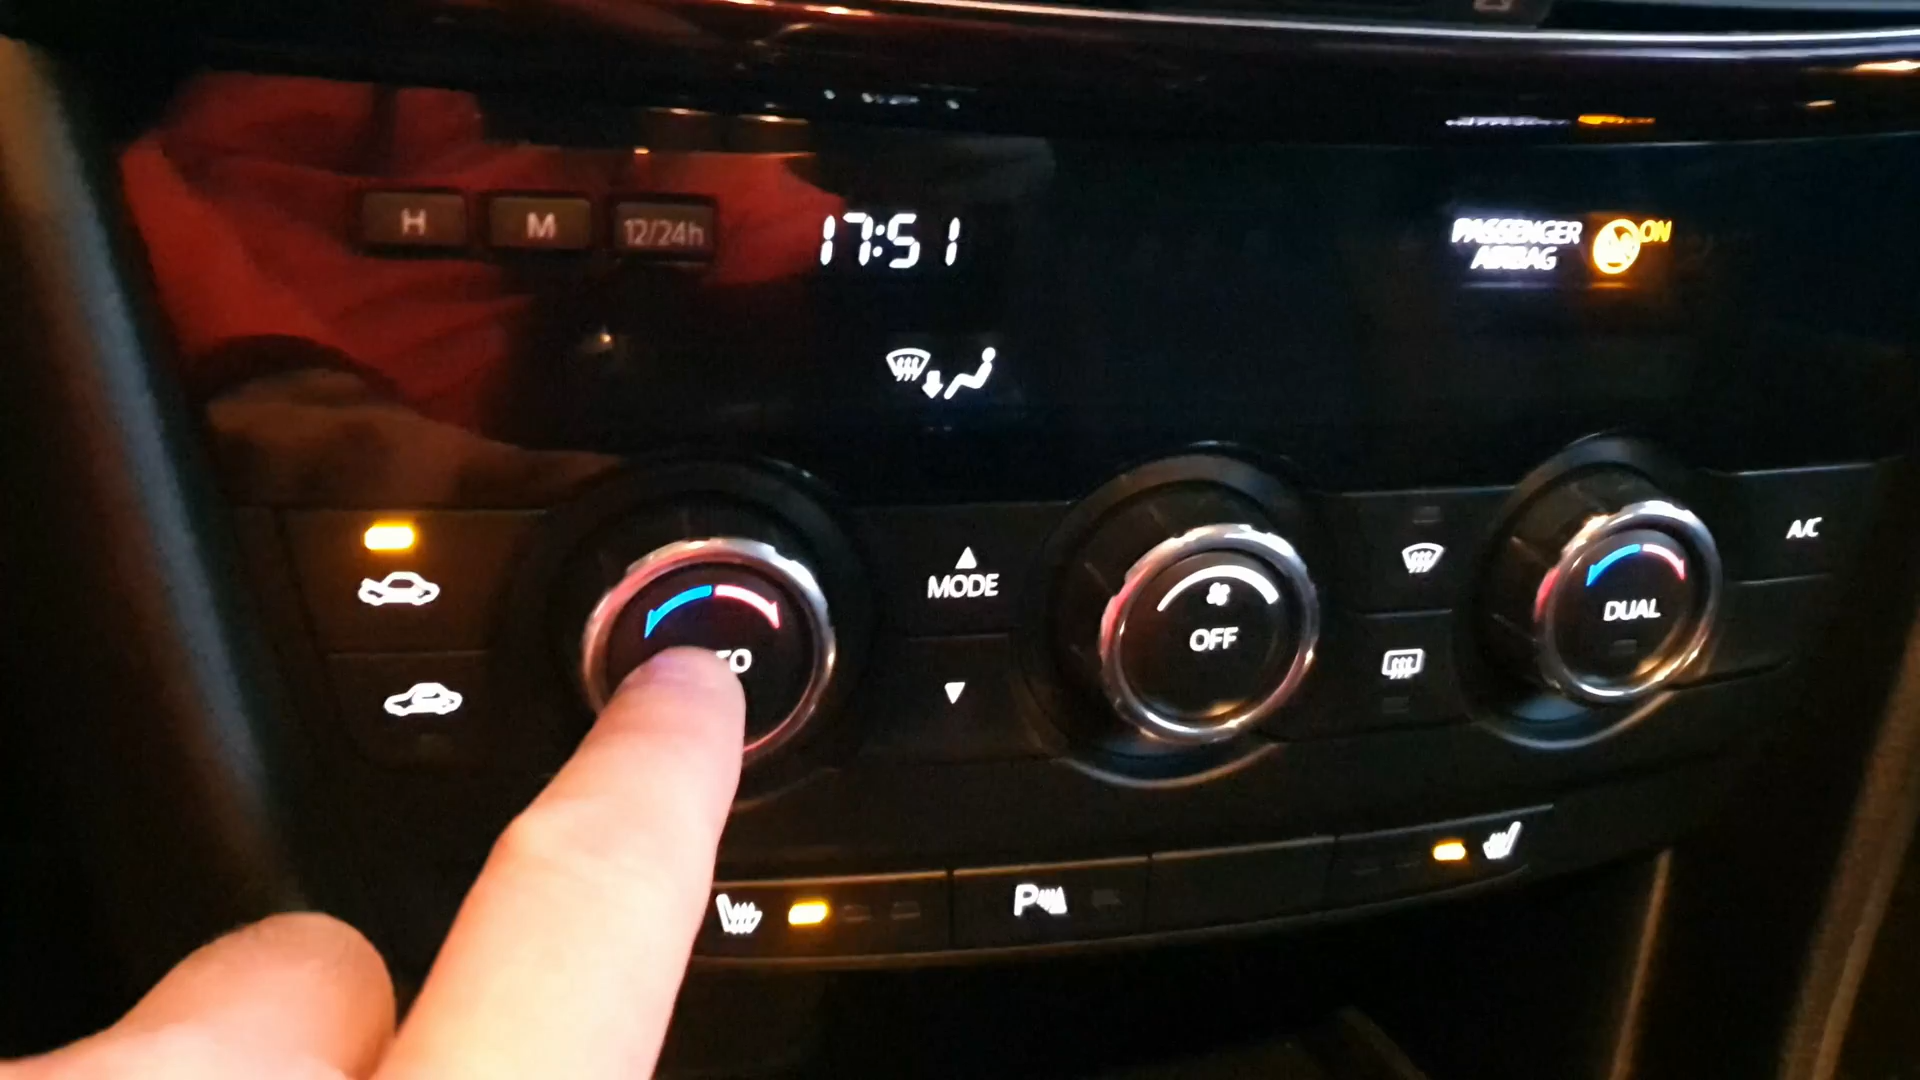 H M 12/24h 17:51
PASSENGER
AIRBAG
ON
A/C
MODE
OFF
DUAL
P